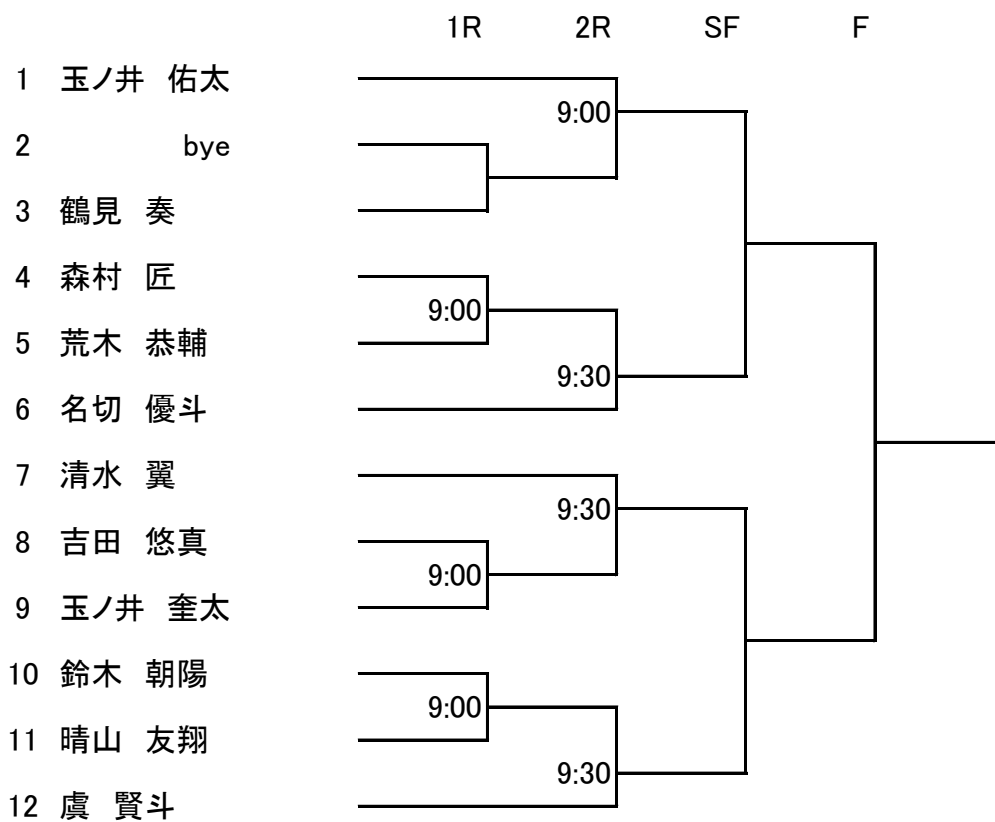 1R 2R SF F
1 玉ノ井 佑太
9:00
2 bye
3 鶴見 奏
4 森村 匠
9:00
5 荒木 恭輔
9:30
6 名切 優斗
7 清水 翼
9:30
8 吉田 悠真
9:00
9 玉ノ井 奎太
10 鈴木 朝陽
9:00
11 晴山 友翔
9:30
12 虞 賢斗